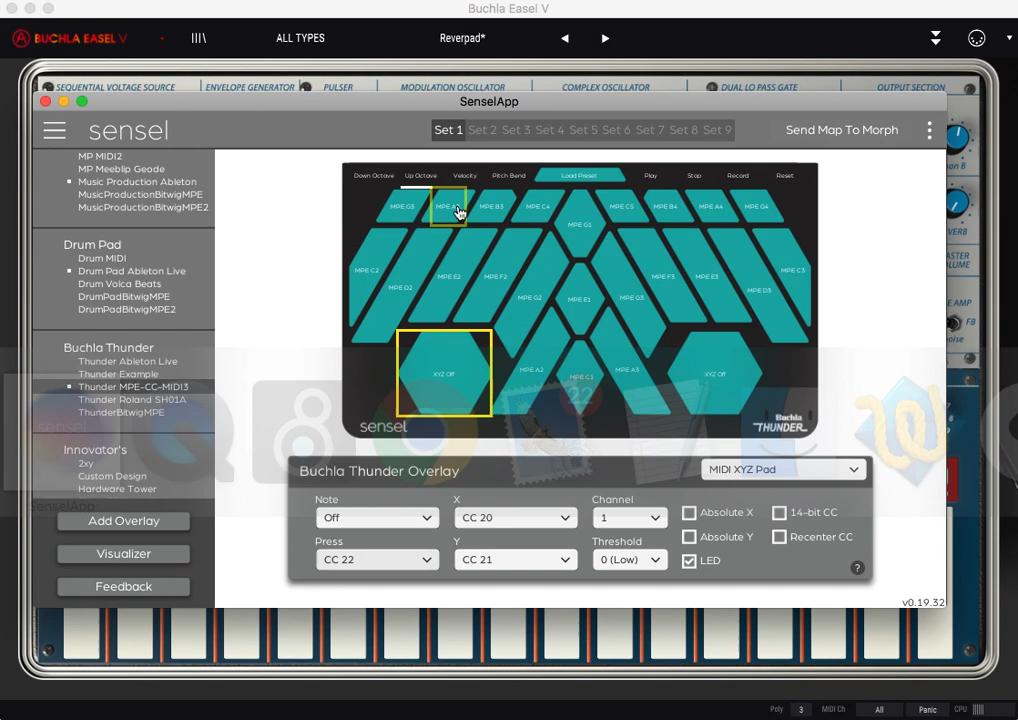 Buchla Easel V
BUCHLA EASEL V
ALL TYPES
Reverpad*
SEQUENTIAL VOLTAGE SOURCE
ENVELOPE GENERATOR
PULSER
MODULATION OSCILLATOR
COMPLEX OSCILLATOR
DUAL LO PASS GATE
OUTPUT SECTION
SenselApp
sensel
Set 1 Set 2 Set 3 Set 4 Set 5 Set 6 Set 7 Set 8 Set 9
Send Map To Morph
MP MIDI2
MP Meeblip Geode
Music Production Ableton
MusicProductionBitwigMPE
MusicProductionBitwigMPE2
Drum Pad
Drum MIDI
Drum Pad Ableton Live
Drum Volca Beats
DrumPadBitwigMPE
DrumPadBitwigMPE2
Buchla Thunder
Thunder Ableton Live
Thunder Example
Thunder MPE-CC-MIDI3
Thunder Roland SH01A
ThunderBitwigMPE
Innovator's
2xy
Custom Design
Hardware Tower
SenselApp
Add Overlay
Visualizer
Feedback
Down Octave Up Octave Velocity Pitch Bend Load Preset Play Stop Record Reset
MPE G3 MPE MPE B3 MPE C4 MPE C5 MPE B4 MPE A4 MPE G4
MPE G1
MPE C2 MPE D2 MPE E2 MPE F2 MPE G2 MPE E1 MPE G3 MPE F3 MPE E3 MPE D3 MPE C3
XYZ Off MPE A2 MPE C1 MPE A3 XYZ Off
sensel
Buchla
THUNDER
22
8
FB
Buchla Thunder Overlay
MIDI XYZ Pad
Note X Channel
Off CC 20 1
Absolute X 14-bit CC
Press Y Threshold
Absolute Y Recenter CC
CC 22 CC 21 0 (Low)
LED
?
v0.19.32
Poly 3 MIDI Ch All Panic CPU